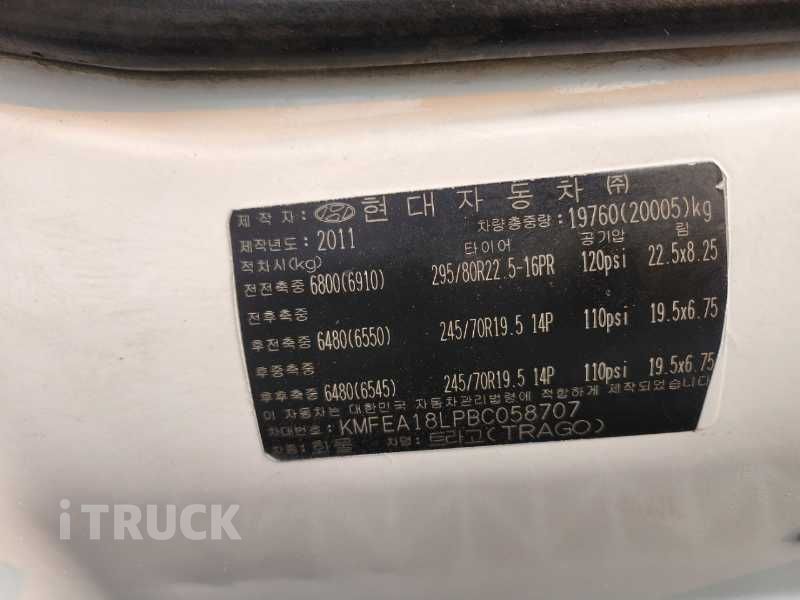 제 작 자: 현대자동차㈜
제작년도: 2011 차량총중량: 19760(20005)kg
적차시(kg) 타이어 공기압 림
전전축중 6800(6910) 295/80R22.5-16PR 120psi 22.5x8.25
전후축중
후전축중 6480(6550) 245/70R19.5 14P 110psi 19.5x6.75
후중축중
후후축중 6480(6545) 245/70R19.5 14P 110psi 19.5x6.75
이 자동차는 대한민국 자동차관리법령에 적합하게 제작되었습니다
차대번호: KMFEA18LPBC058707
차종: 화물 차명: 트라고(TRAGO)
iTRUCK